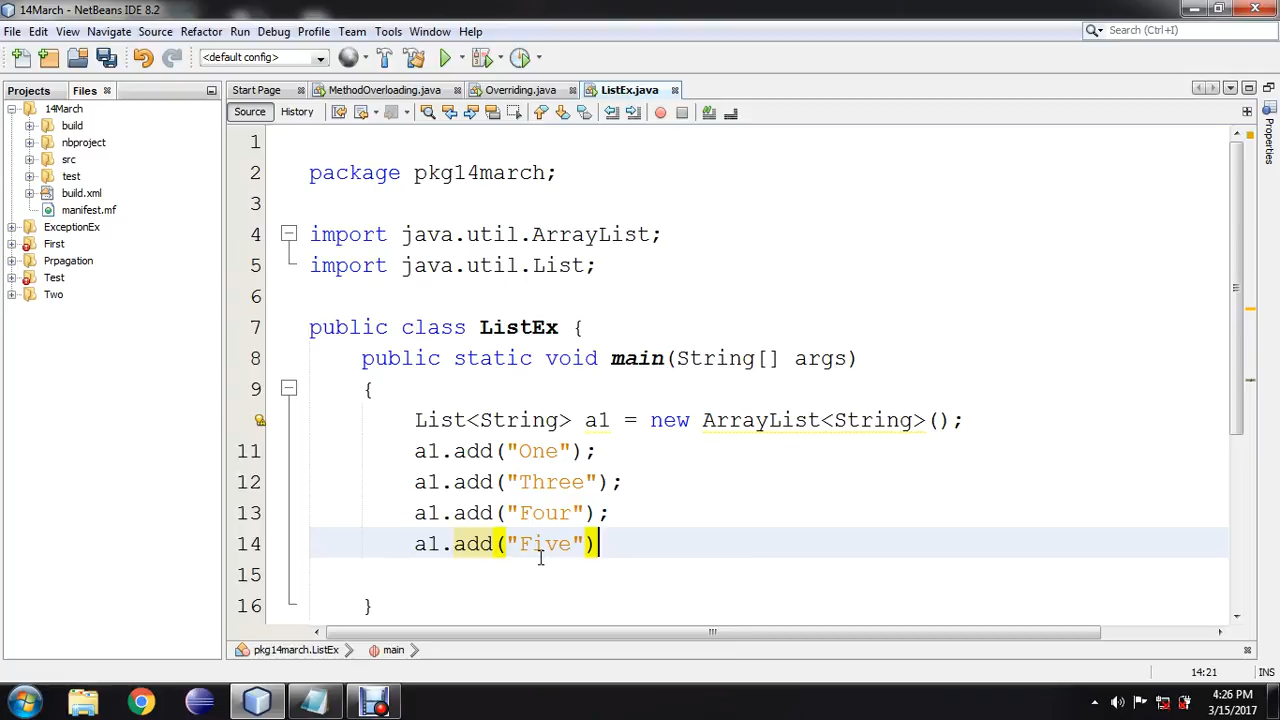 14March - NetBeans IDE 8.2
File Edit View Navigate Source Refactor Run Debug Profile Team Tools Window Help
Search (Ctrl+I)
<default config>
Projects Files
Start Page MethodOverloading.java Overriding.java ListEx.java
Source History
14March
build
nbproject
src
test
build.xml
manifest.mf
ExceptionEx
First
Prpagation
Test
Two
1
2 package pkg14march;
3
4 import java.util.ArrayList;
5 import java.util.List;
6
7 public class ListEx {
8 public static void main(String[] args)
9 {
List<String> a1 = new ArrayList<String>();
11 a1.add("One");
12 a1.add("Three");
13 a1.add("Four");
14 a1.add("Five")
15
16 }
Properties
pkg14march.ListEx main
14:21 INS
4:26 PM
3/15/2017